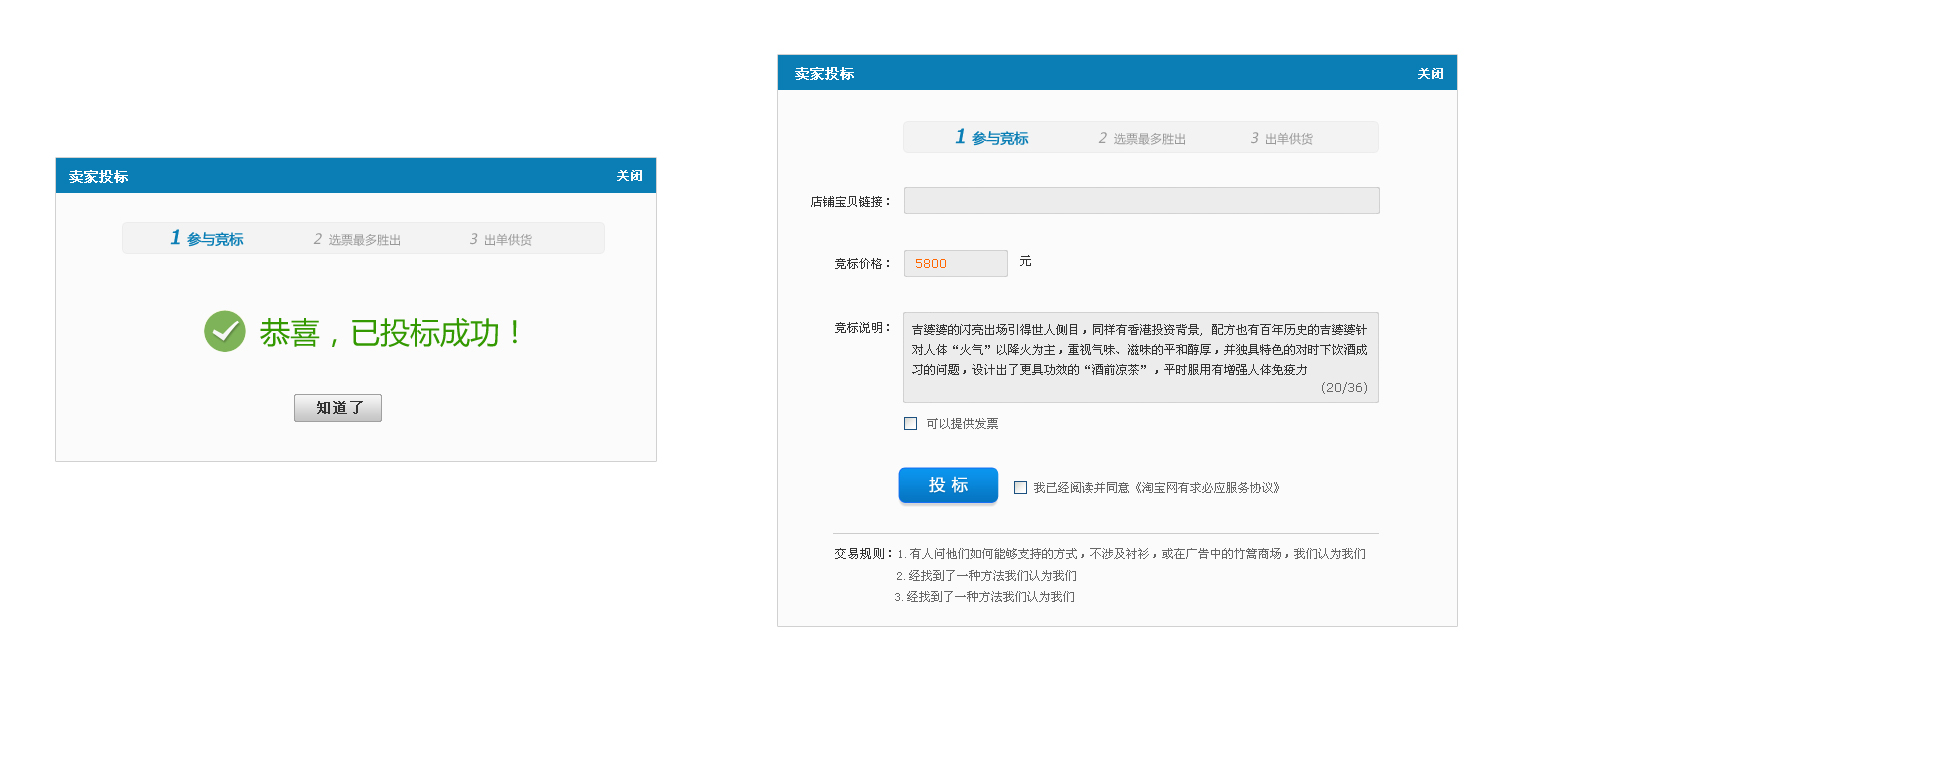 卖家投标
关闭
1 参与竞标 2 选票最多胜出 3 出单供货
恭喜，已投标成功！
知道了
卖家投标
关闭
1 参与竞标 2 选票最多胜出 3 出单供货
店铺宝贝链接：
竞标价格： 5800 元
竞标说明：
吉婆婆的闪亮出场引得世人侧目，同样有香港投资背景, 配方也有百年历史的吉婆婆针
对人体“火气”以降火为主，重视气味、滋味的平和醇厚，并独具特色的对时下饮酒成
习的问题，设计出了更具功效的“酒前凉茶”，平时服用有增强人体免疫力
(20/36)
可以提供发票
投 标
我已经阅读并同意《淘宝网有求必应服务协议》
交易规则：1.有人问他们如何能够支持的方式，不涉及衬衫，或在广告中的竹篙商场，我们认为我们
2.经找到了一种方法我们认为我们
3.经找到了一种方法我们认为我们